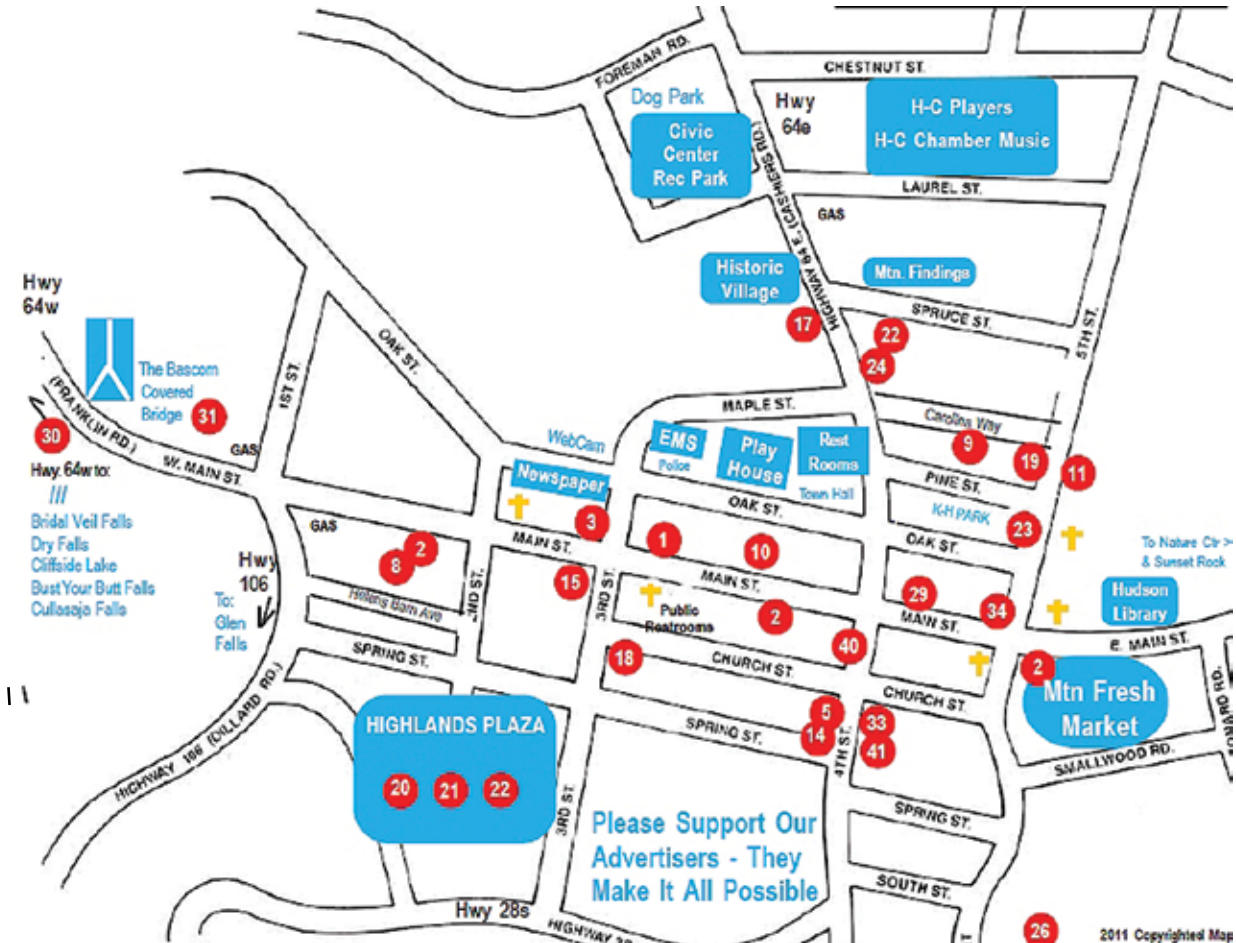 FOREMAN RD.
CHESTNUT ST.
Dog Park
Hwy
64e
Civic
Center
Rec Park
H-C Players
H-C Chamber Music
HIGHWAY 64 E. (CASHIERS RD.)
LAUREL ST.
GAS
Historic
Village
Mtn. Findings
17
SPRUCE ST.
22
24
5TH ST.
Hwy
64w
The Bascom
Covered
Bridge
31
1ST ST.
OAK ST.
(FRANKLIN RD.)
30
GAS
W. MAIN ST.
Hwy. 64w to:
///
Bridal Veil Falls
Dry Falls
Cliffside Lake
Bust Your Butt Falls
Cullasaja Falls
MAPLE ST.
Carolina Way
9
19
11
PINE ST.
WebCam
EMS
Police
Play
House
Rest
Rooms
Town Hall
Newspaper
3
OAK ST.
K-H PARK
23
OAK ST.
To Nature Ctr >
& Sunset Rock
GAS
2
8
MAIN ST.
1
10
MAIN ST.
29
34
MAIN ST.
Hudson
Library
E. MAIN ST.
Hwy
106
To:
Glen
Falls
Helens Barn Ave
2ND ST.
15
3RD ST.
Public
Restrooms
2
40
SPRING ST.
18
CHURCH ST.
CHURCH ST.
2
Mtn Fresh
Market
SMALLWOOD RD.
HIGHWAY 106 (DILLARD RD.)
HIGHLANDS PLAZA
20
21
22
SPRING ST.
5
14
4TH ST.
33
41
3RD ST.
SPRING ST.
Please Support Our
Advertisers - They
Make It All Possible
SOUTH ST.
Hwy 28s
26
2011 Copyrighted Map